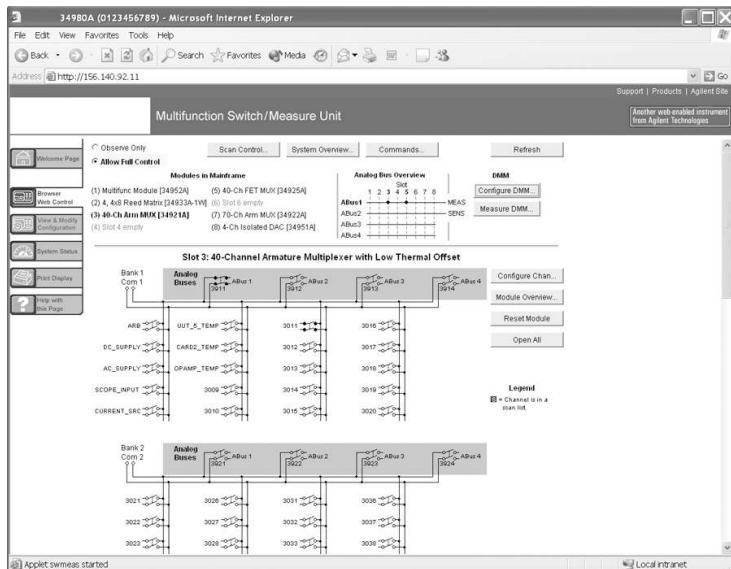 34980A (0123456789) - Microsoft Internet Explorer
File Edit View Favorites Tools Help
Back Search Favorites Media
Address http://156.140.92.11 Go
Support | Products | Agilent Site
Multifunction Switch/Measure Unit
Another web-enabled instrument
from Agilent Technologies
Welcome Page
Browser
Web Control
View & Modify
Configuration
System Status
Print Display
Help with
this Page
Observe Only Scan Control... System Overview... Commands... Refresh
Allow Full Control
Modules in Mainframe
(1) Multifunc Module [34952A] (5) 40-Ch FET MUX [34925A]
(2) 4, 4x8 Reed Matrix [34933A-1W] (6) Slot 6 empty
(3) 40-Ch Arm MUX [34921A] (7) 70-Ch Arm MUX [34922A]
(4) Slot 4 empty (8) 4-Ch Isolated DAC [34951A]
Analog Bus Overview
Slot
1 2 3 4 5 6 7 8
ABus1 MEAS
ABus2 SENS
ABus3
ABus4
DMM
Configure DMM...
Measure DMM...
Slot 3: 40-Channel Armature Multiplexer with Low Thermal Offset
Bank 1
Com 1
Analog
Buses
ABus 1 ABus 2 ABus 3 ABus 4
3911 3912 3913 3914
ARB UUT_5_TEMP 3011 3016
DC_SUPPLY CARD2_TEMP 3012 3017
AC_SUPPLY OPAMP_TEMP 3013 3018
SCOPE_INPUT 3009 3014 3019
CURRENT_SRC 3010 3015 3020
Configure Chan...
Module Overview...
Reset Module
Open All
Legend
= Channel is in a
scan list.
Bank 2
Com 2
Analog
Buses
ABus 1 ABus 2 ABus 3 ABus 4
3921 3922 3923 3924
3021 3026 3031 3036
3022 3027 3032 3037
3023 3028 3033 3038
Applet swmeas started Local intranet